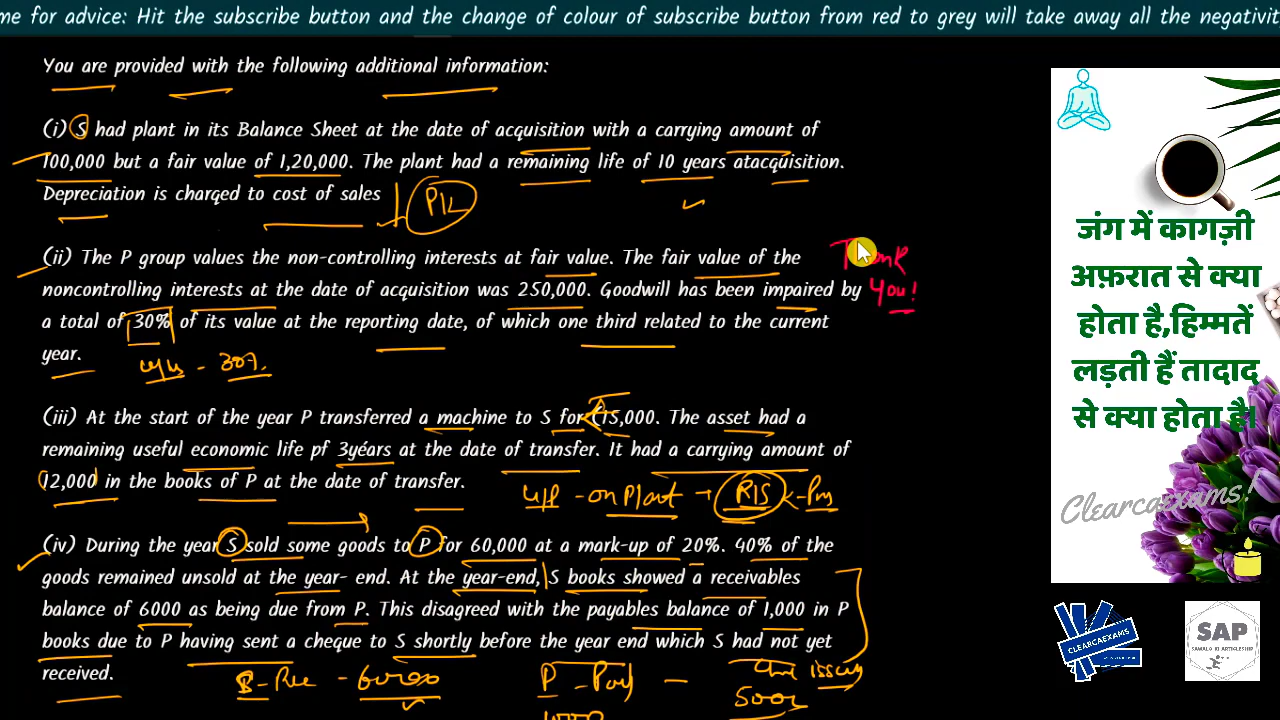 me for advice: Hit the subscribe button and the change of colour of subscribe button from red to grey will take away all the negativit
You are provided with the following additional information:
(i) S had plant in its Balance Sheet at the date of acquisition with a carrying amount of
100,000 but a fair value of 1,20,000. The plant had a remaining life of 10 years atacquisition.
Depreciation is charged to cost of sales
P/L
(ii) The P group values the non-controlling interests at fair value. The fair value of the
noncontrolling interests at the date of acquisition was 250,000. Goodwill has been impaired by
a total of 30% of its value at the reporting date, of which one third related to the current
year.
- 30%.
Thank
You!
(iii) At the start of the year P transferred a machine to S for 15,000. The asset had a
remaining useful economic life pf 3years at the date of transfer. It had a carrying amount of
12,000 in the books of P at the date of transfer.
U/P - on Plant → R/S
(iv) During the year S sold some goods to P for 60,000 at a mark-up of 20%. 40% of the
goods remained unsold at the year- end. At the year-end, S books showed a receivables
balance of 6000 as being due from P. This disagreed with the payables balance of 1,000 in P
books due to P having sent a cheque to S shortly before the year end which S had not yet
received.
S - Rec - 6000
P - Pay -
5000
1000
जंग में कागज़ी
अफ़रात से क्या
होता है,हिम्मतें
लड़ती हैं तादाद
से क्या होता है।
Clearcaexams!
CLEARCAEXAMS
SAP
SAMALO KI ARTICLESHIP